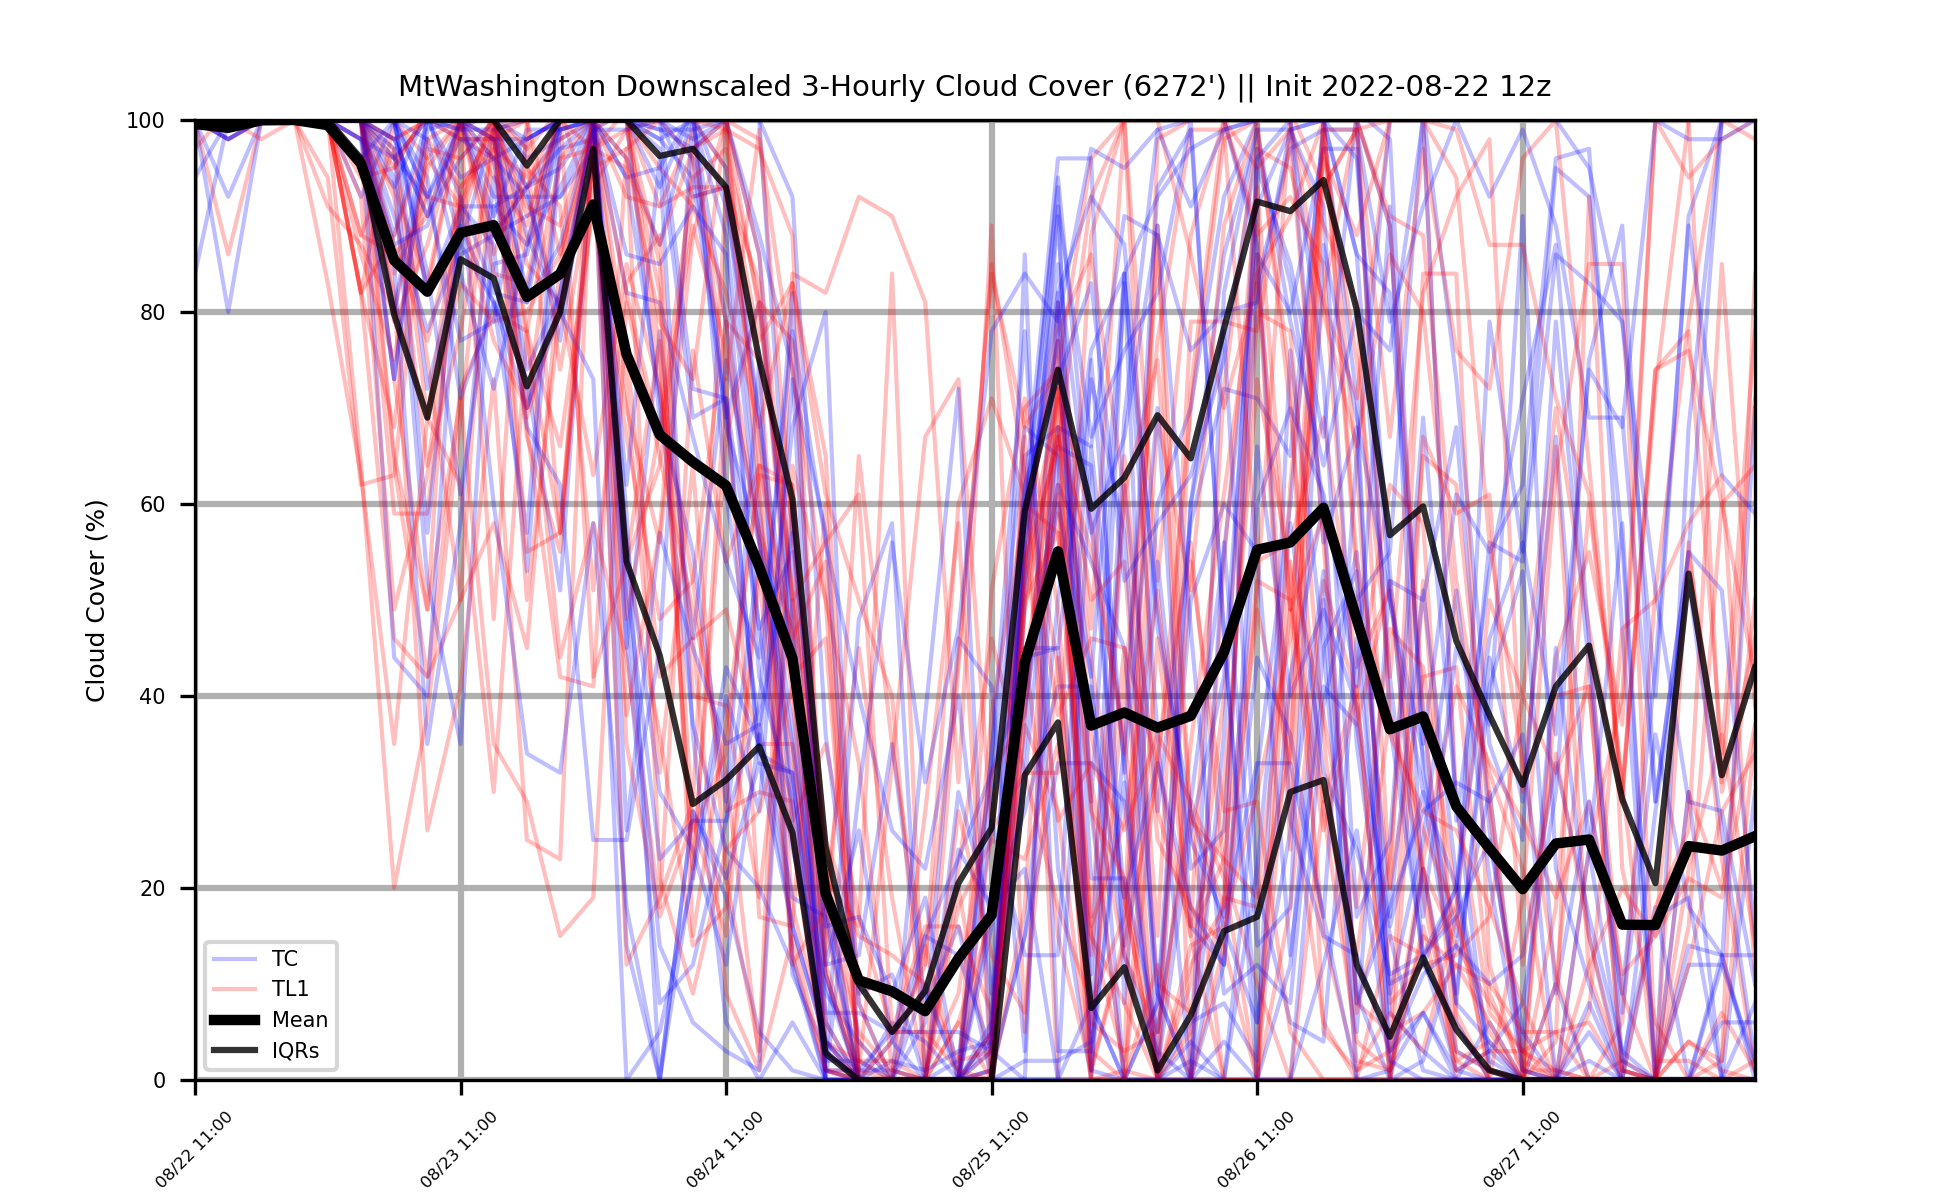 MtWashington Downscaled 3-Hourly Cloud Cover (6272') || Init 2022-08-22 12z
Cloud Cover (%)
100
80
60
40
20
0
TC
TL1
Mean
IQRs
08/22 11:00
08/23 11:00
08/24 11:00
08/25 11:00
08/26 11:00
08/27 11:00